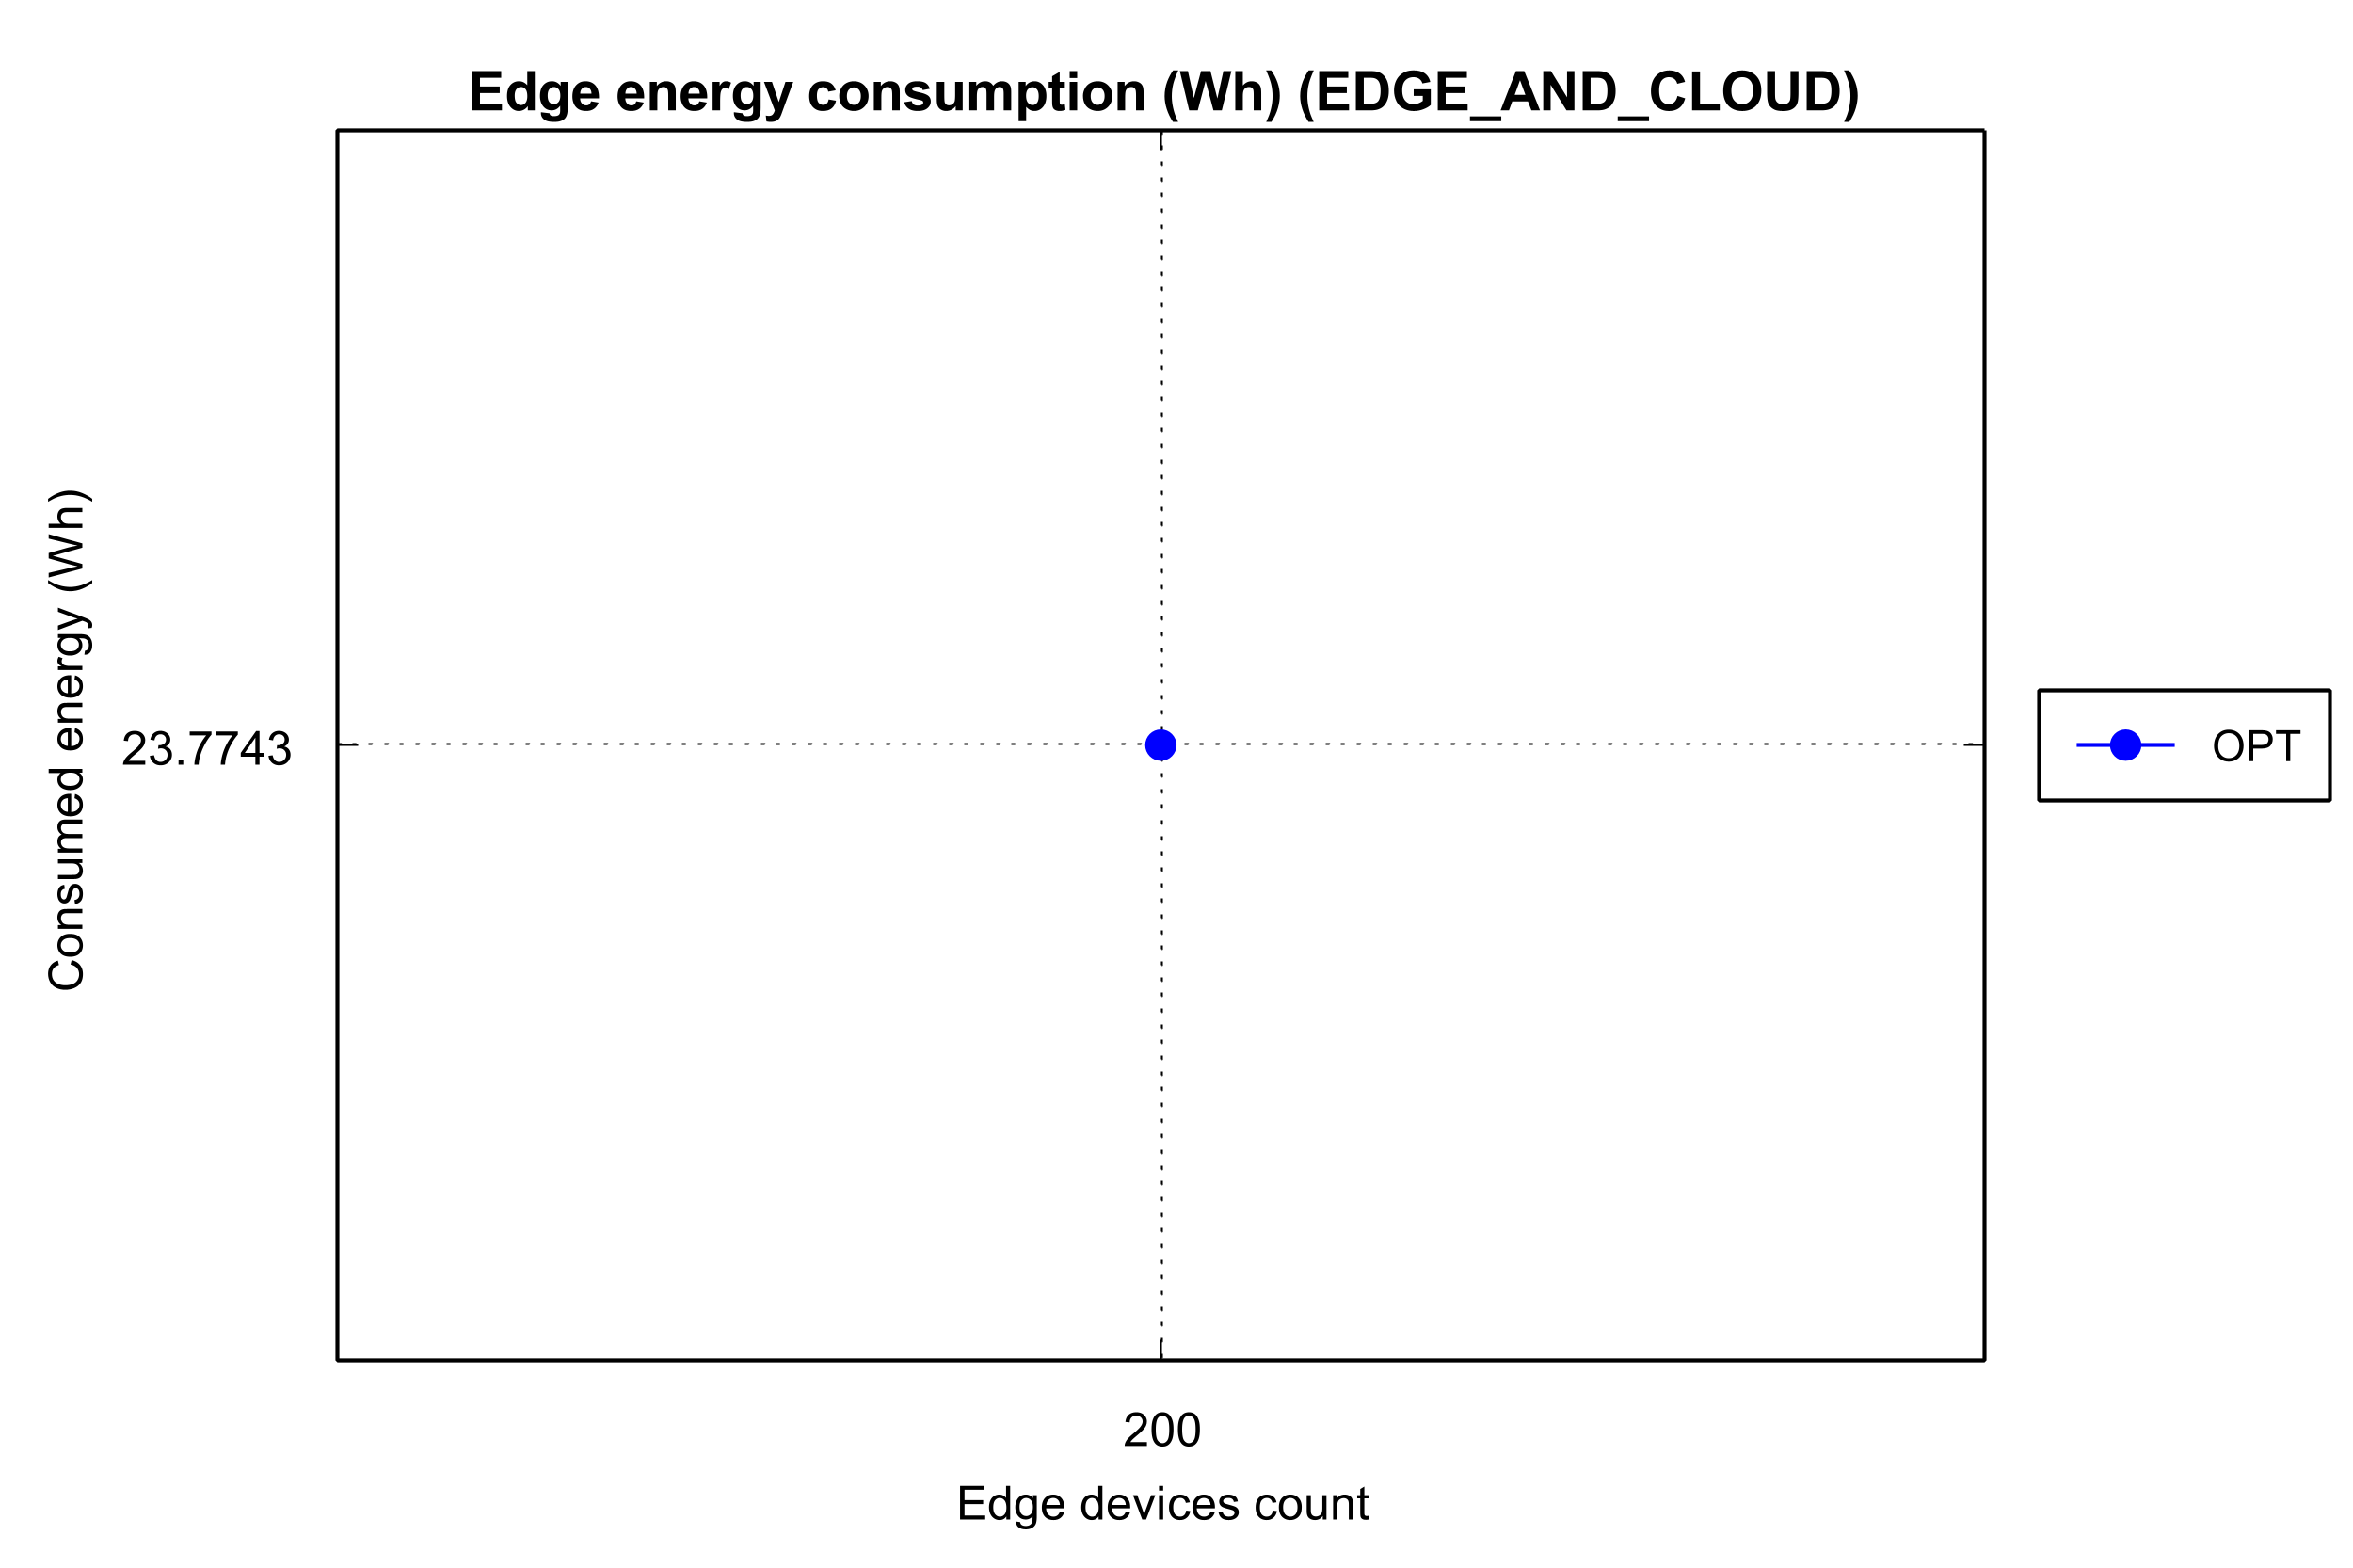 Edge energy consumption (Wh) (EDGE_AND_CLOUD)
Consumed energy (Wh)
23.7743
OPT
200
Edge devices count